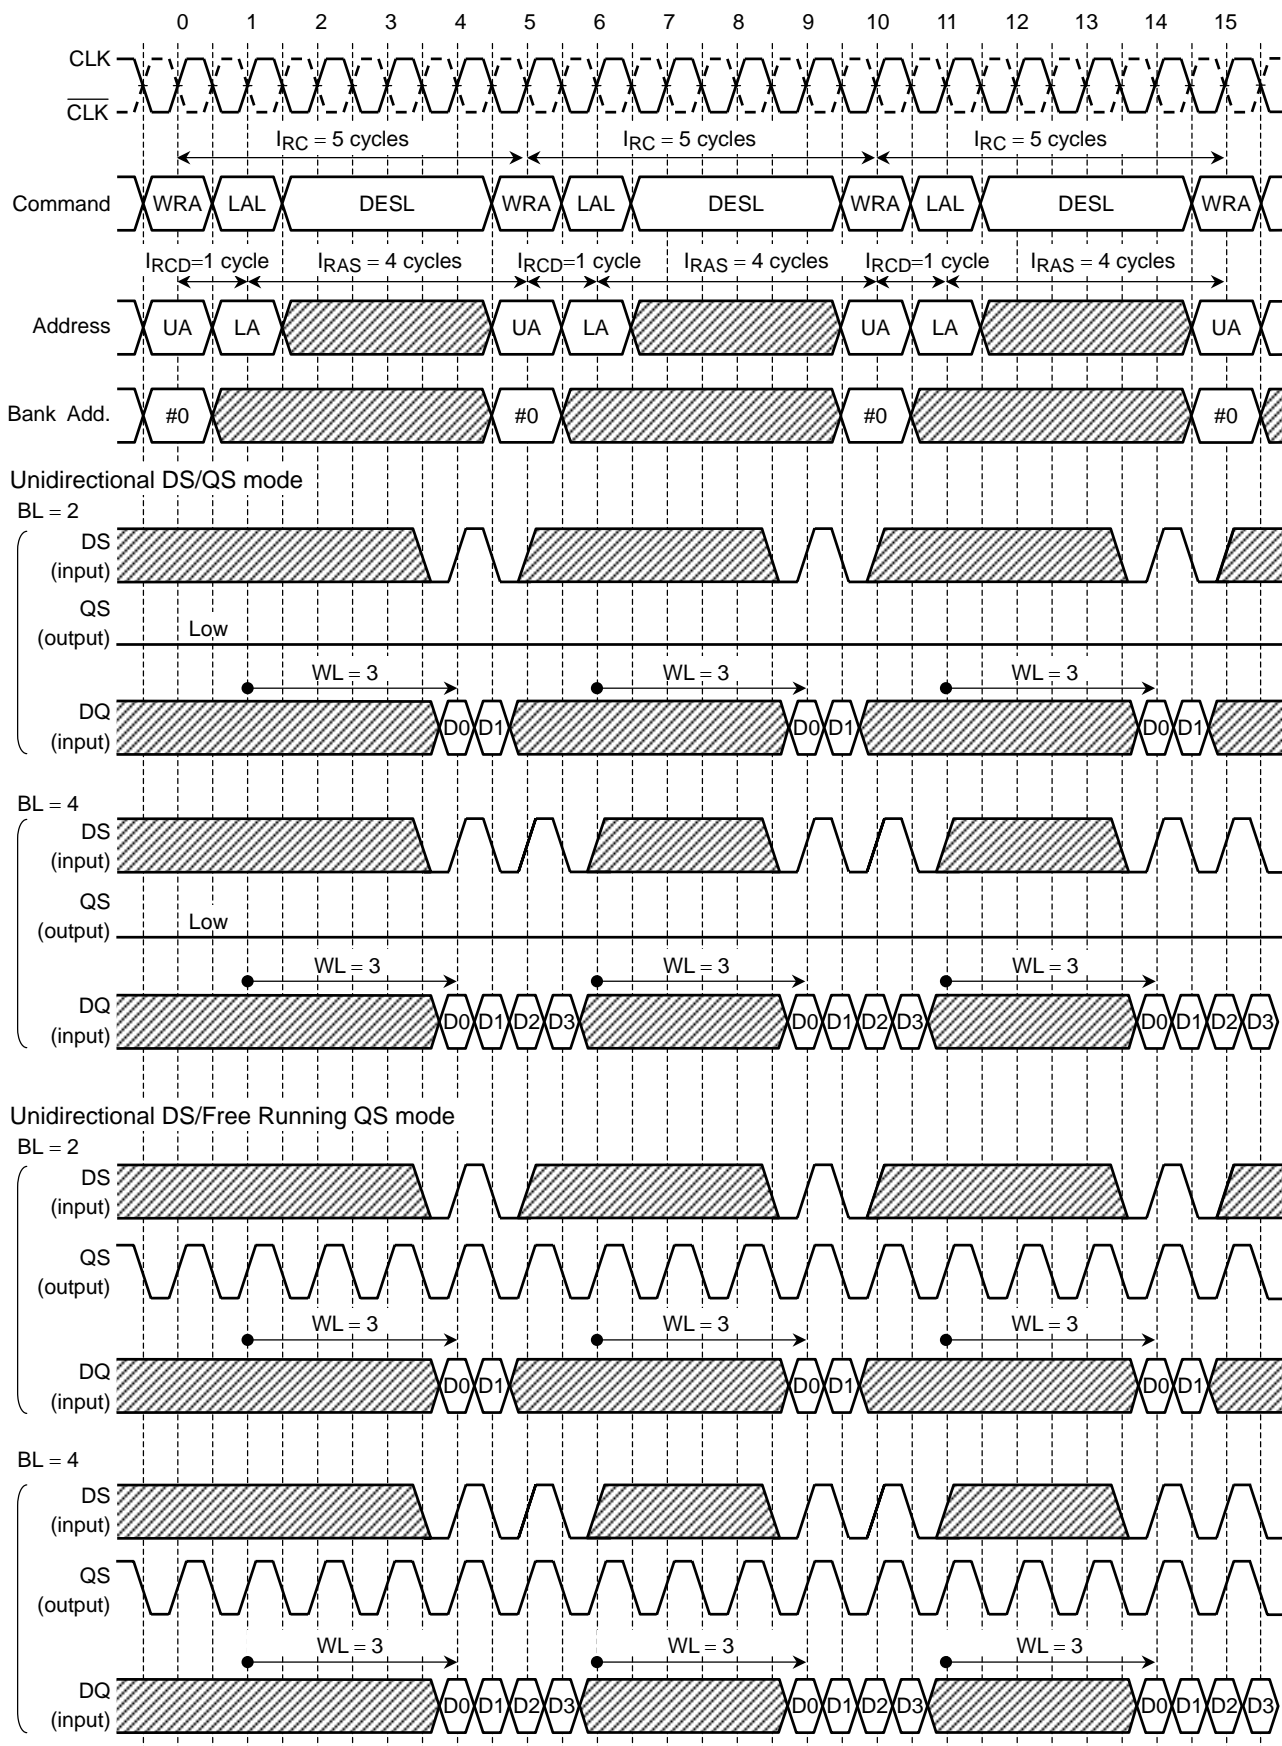 0 1 2 3 4 5 6 7 8 9 10 11 12 13 14 15
CLK
CLK
IRC = 5 cycles IRC = 5 cycles IRC = 5 cycles
Command WRA LAL DESL WRA LAL DESL WRA LAL DESL WRA
IRCD=1 cycle IRAS = 4 cycles IRCD=1 cycle IRAS = 4 cycles IRCD=1 cycle IRAS = 4 cycles
Address UA LA UA LA UA LA UA
Bank Add. #0 #0 #0 #0
Unidirectional DS/QS mode
BL = 2
DS
(input)
QS
(output) Low
WL = 3 WL = 3 WL = 3
DQ
(input) D0 D1 D0 D1 D0 D1
BL = 4
DS
(input)
QS
(output) Low
WL = 3 WL = 3 WL = 3
DQ
(input) D0 D1 D2 D3 D0 D1 D2 D3 D0 D1 D2 D3
Unidirectional DS/Free Running QS mode
BL = 2
DS
(input)
QS
(output)
WL = 3 WL = 3 WL = 3
DQ
(input) D0 D1 D0 D1 D0 D1
BL = 4
DS
(input)
QS
(output)
WL = 3 WL = 3 WL = 3
DQ
(input) D0 D1 D2 D3 D0 D1 D2 D3 D0 D1 D2 D3